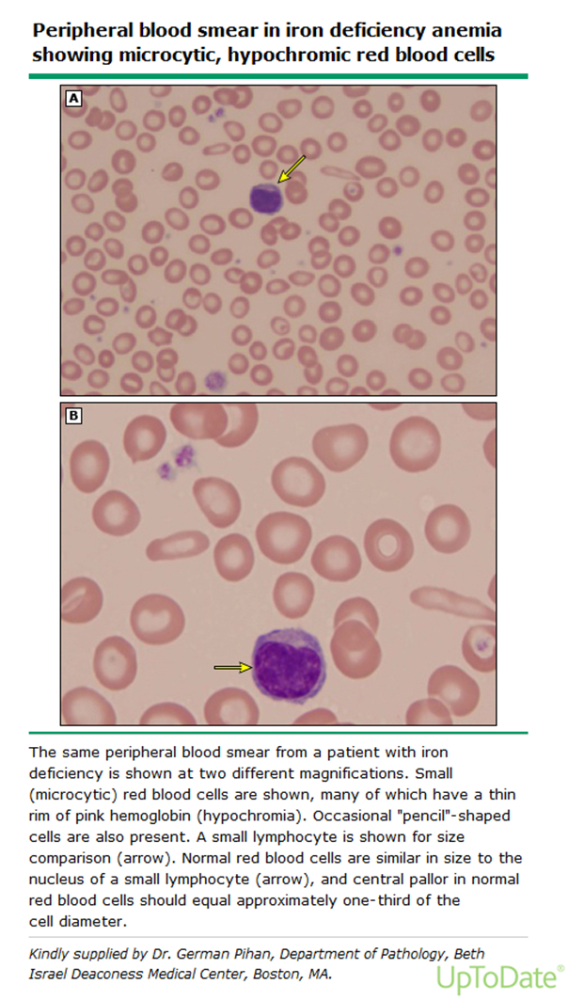 Peripheral blood smear in iron deficiency anemia
showing microcytic, hypochromic red blood cells
A
B
The same peripheral blood smear from a patient with iron
deficiency is shown at two different magnifications. Small
(microcytic) red blood cells are shown, many of which have a thin
rim of pink hemoglobin (hypochromia). Occasional "pencil"-shaped
cells are also present. A small lymphocyte is shown for size
comparison (arrow). Normal red blood cells are similar in size to the
nucleus of a small lymphocyte (arrow), and central pallor in normal
red blood cells should equal approximately one-third of the
cell diameter.
Kindly supplied by Dr. German Pihan, Department of Pathology, Beth
Israel Deaconess Medical Center, Boston, MA.
UpToDate®